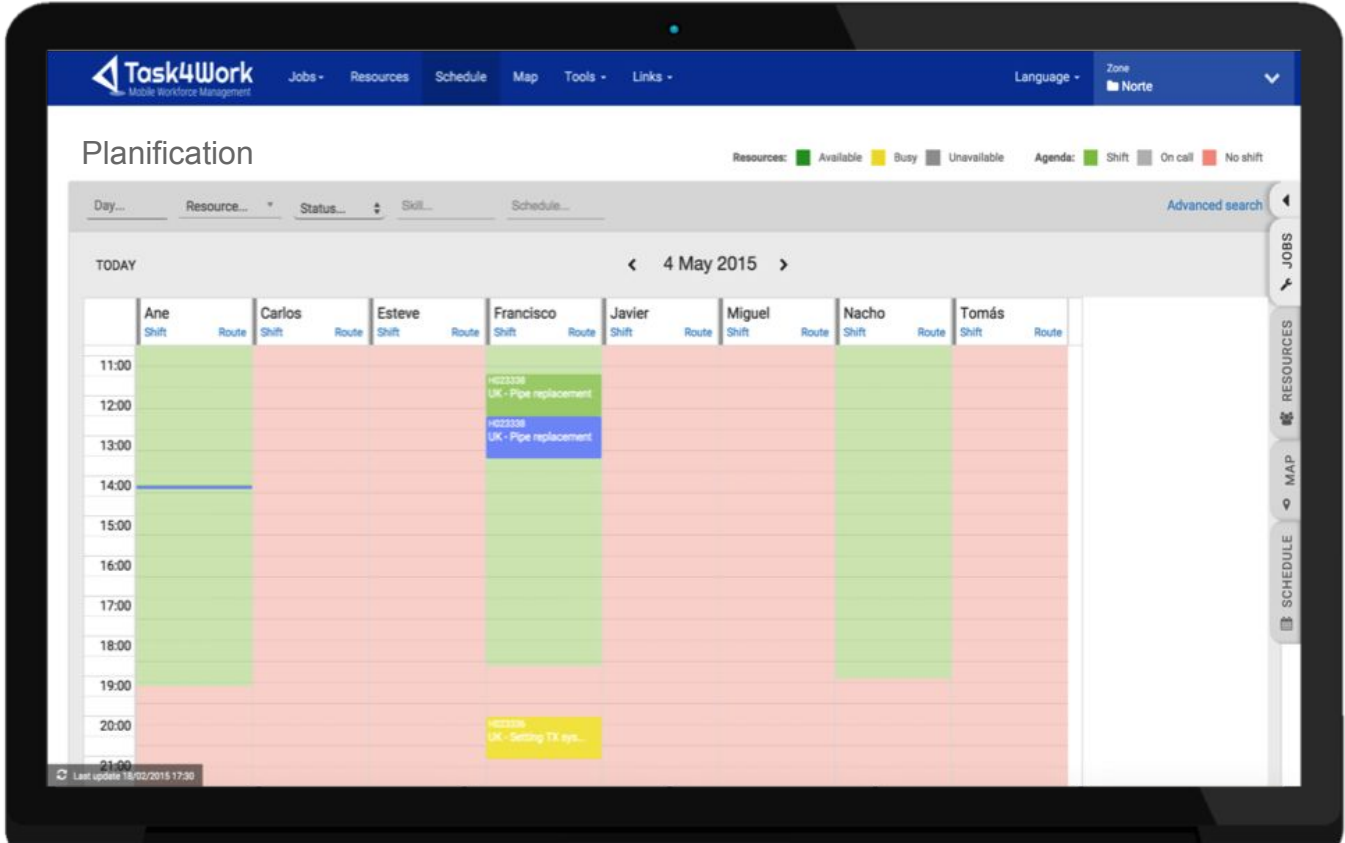 Task4Work
Mobile Workforce Management
Jobs
Resources
Schedule
Map
Tools
Links
Language
Zone
Norte
Planification
Resources: Available Busy Unavailable Agenda: Shift On call No shift
Day... Resource... Status... Skill... Schedule... Advanced search
TODAY
4 May 2015
Ane Carlos Esteve Francisco Javier Miguel Nacho Tomás
Shift Route Shift Route Shift Route Shift Route Shift Route Shift Route Shift Route Shift Route
11:00
H023338
UK - Pipe replacement
12:00
H023338
UK - Pipe replacement
13:00
14:00
15:00
16:00
17:00
18:00
19:00
20:00
H023336
UK - Setting TX sys...
21:00
Last update 18/02/2015 17:30
JOBS
RESOURCES
MAP
SCHEDULE